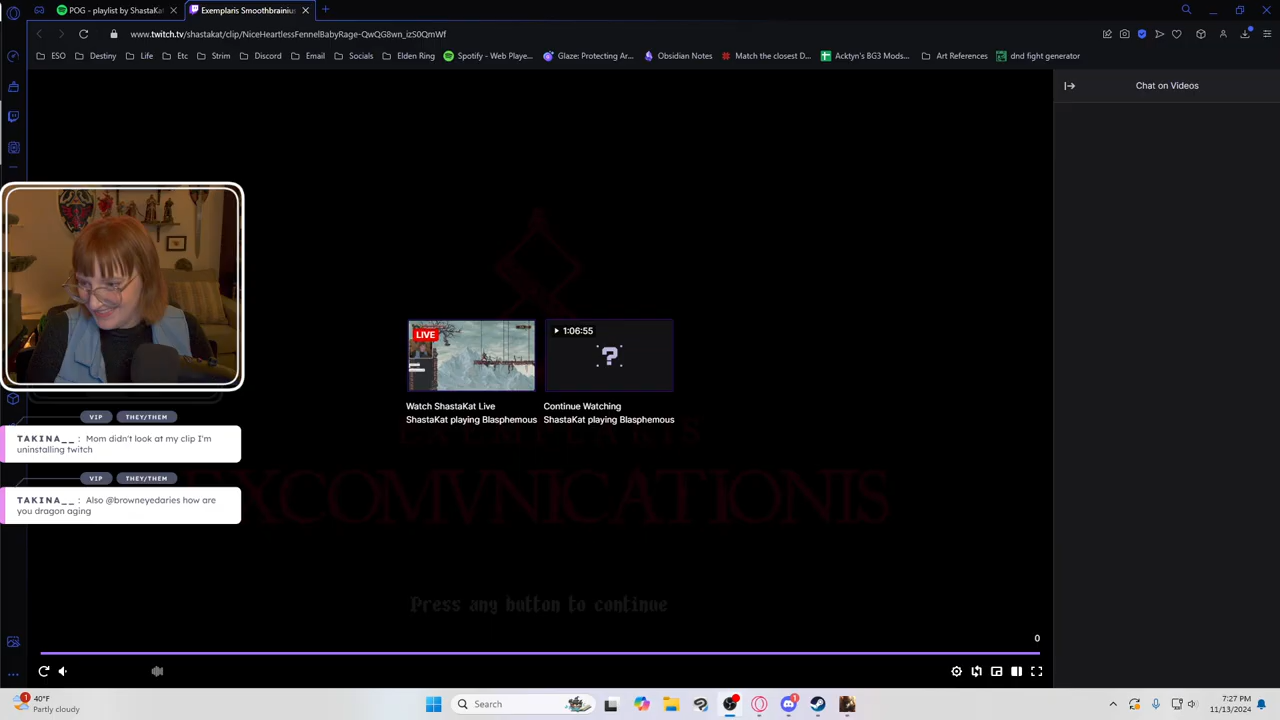 POG - playlist by ShastaKat
Exemplaris Smoothbrainiu
www.twitch.tv/shastakat/clip/NiceHeartlessFennelBabyRage-QwQG8wn_izS0QmWf
ESO
Destiny
Life
Etc
Strim
Discord
Email
Socials
Elden Ring
Spotify - Web Playe...
Glaze: Protecting Ar...
Obsidian Notes
Match the closest D...
Acktyn's BG3 Mods...
Art References
dnd fight generator
Chat on Videos
LIVE
1:06:55
Watch ShastaKat Live
ShastaKat playing Blasphemous
Continue Watching
ShastaKat playing Blasphemous
VIP
THEY/THEM
TAKINA__ : Mom didn't look at my clip I'm
uninstalling twitch
VIP
THEY/THEM
TAKINA__ : Also @browneyedaries how are
you dragon aging
EXCOMVNICATIONIS
Press any button to continue
0
1
40°F
Partly cloudy
Search
1
7:27 PM
11/13/2024